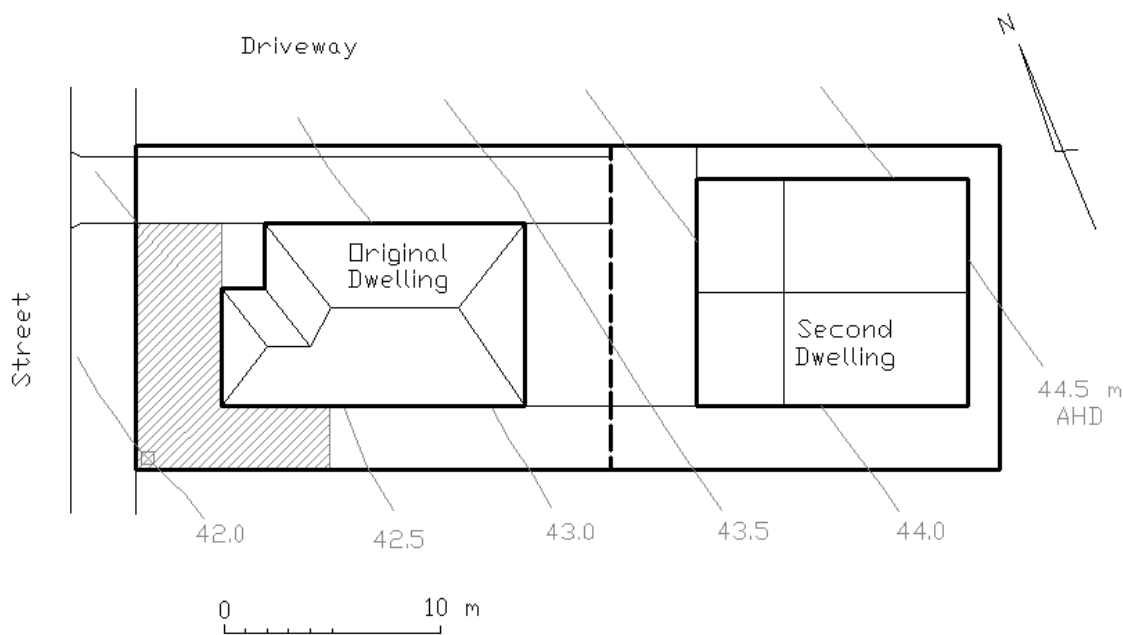 Driveway
N
Original
Dwelling
Street
Second
Dwelling
44.5 m
AHD
42.0
42.5
43.0
43.5
44.0
0
10 m